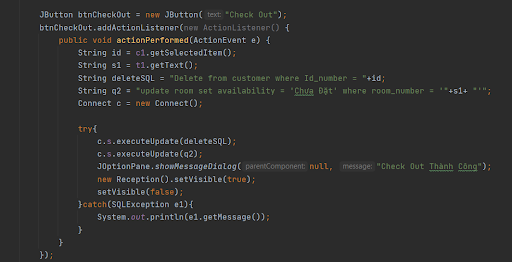 JButton btnCheckOut = new JButton( text: "Check Out");
btnCheckOut.addActionListener(new ActionListener() {
public void actionPerformed(ActionEvent e) {
String id = c1.getSelectedItem();
String s1 = t1.getText();
String deleteSQL = "Delete from customer where Id_number = "+id;
String q2 = "update room set availability = 'Chưa Đặt' where room_number = '"+s1+ "'";
Connect c = new Connect();
try{
c.s.executeUpdate(deleteSQL);
c.s.executeUpdate(q2);
JOptionPane.showMessageDialog( parentComponent: null, message: "Check Out Thành Công");
new Reception().setVisible(true);
setVisible(false);
}catch(SQLException e1){
System.out.println(e1.getMessage());
}
}
});